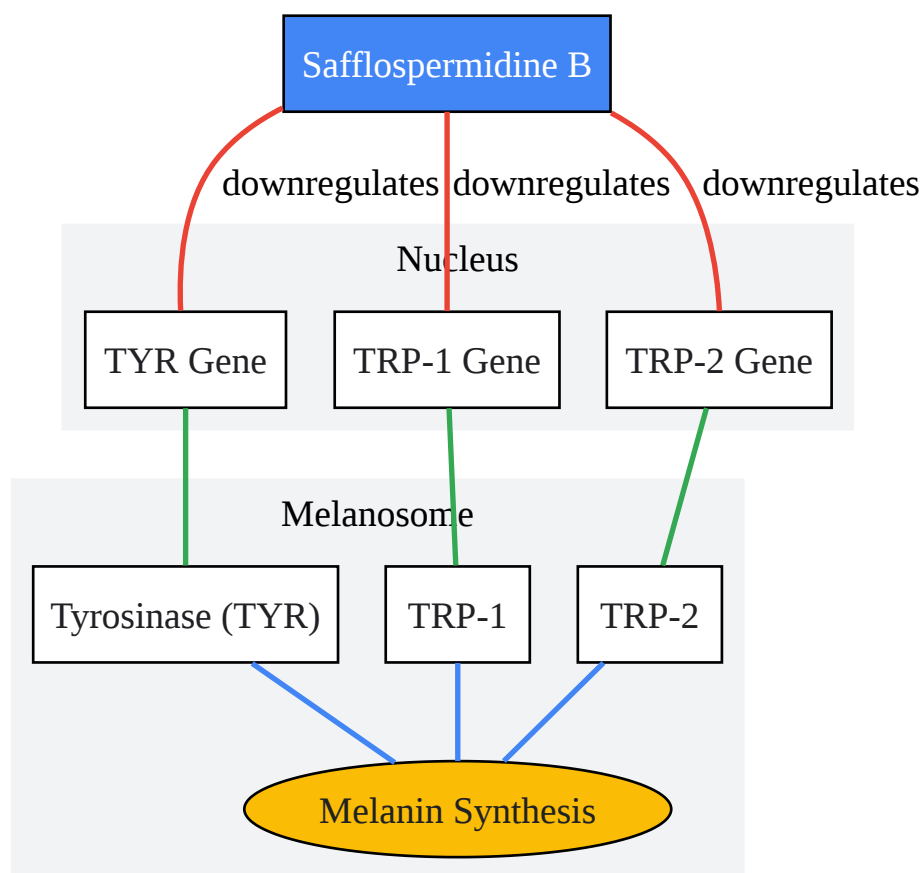 Safflospermidine B
downregulates downregulates downregulates
Nucleus
TYR Gene TRP-1 Gene TRP-2 Gene
Melanosome
Tyrosinase (TYR) TRP-1 TRP-2
Melanin Synthesis